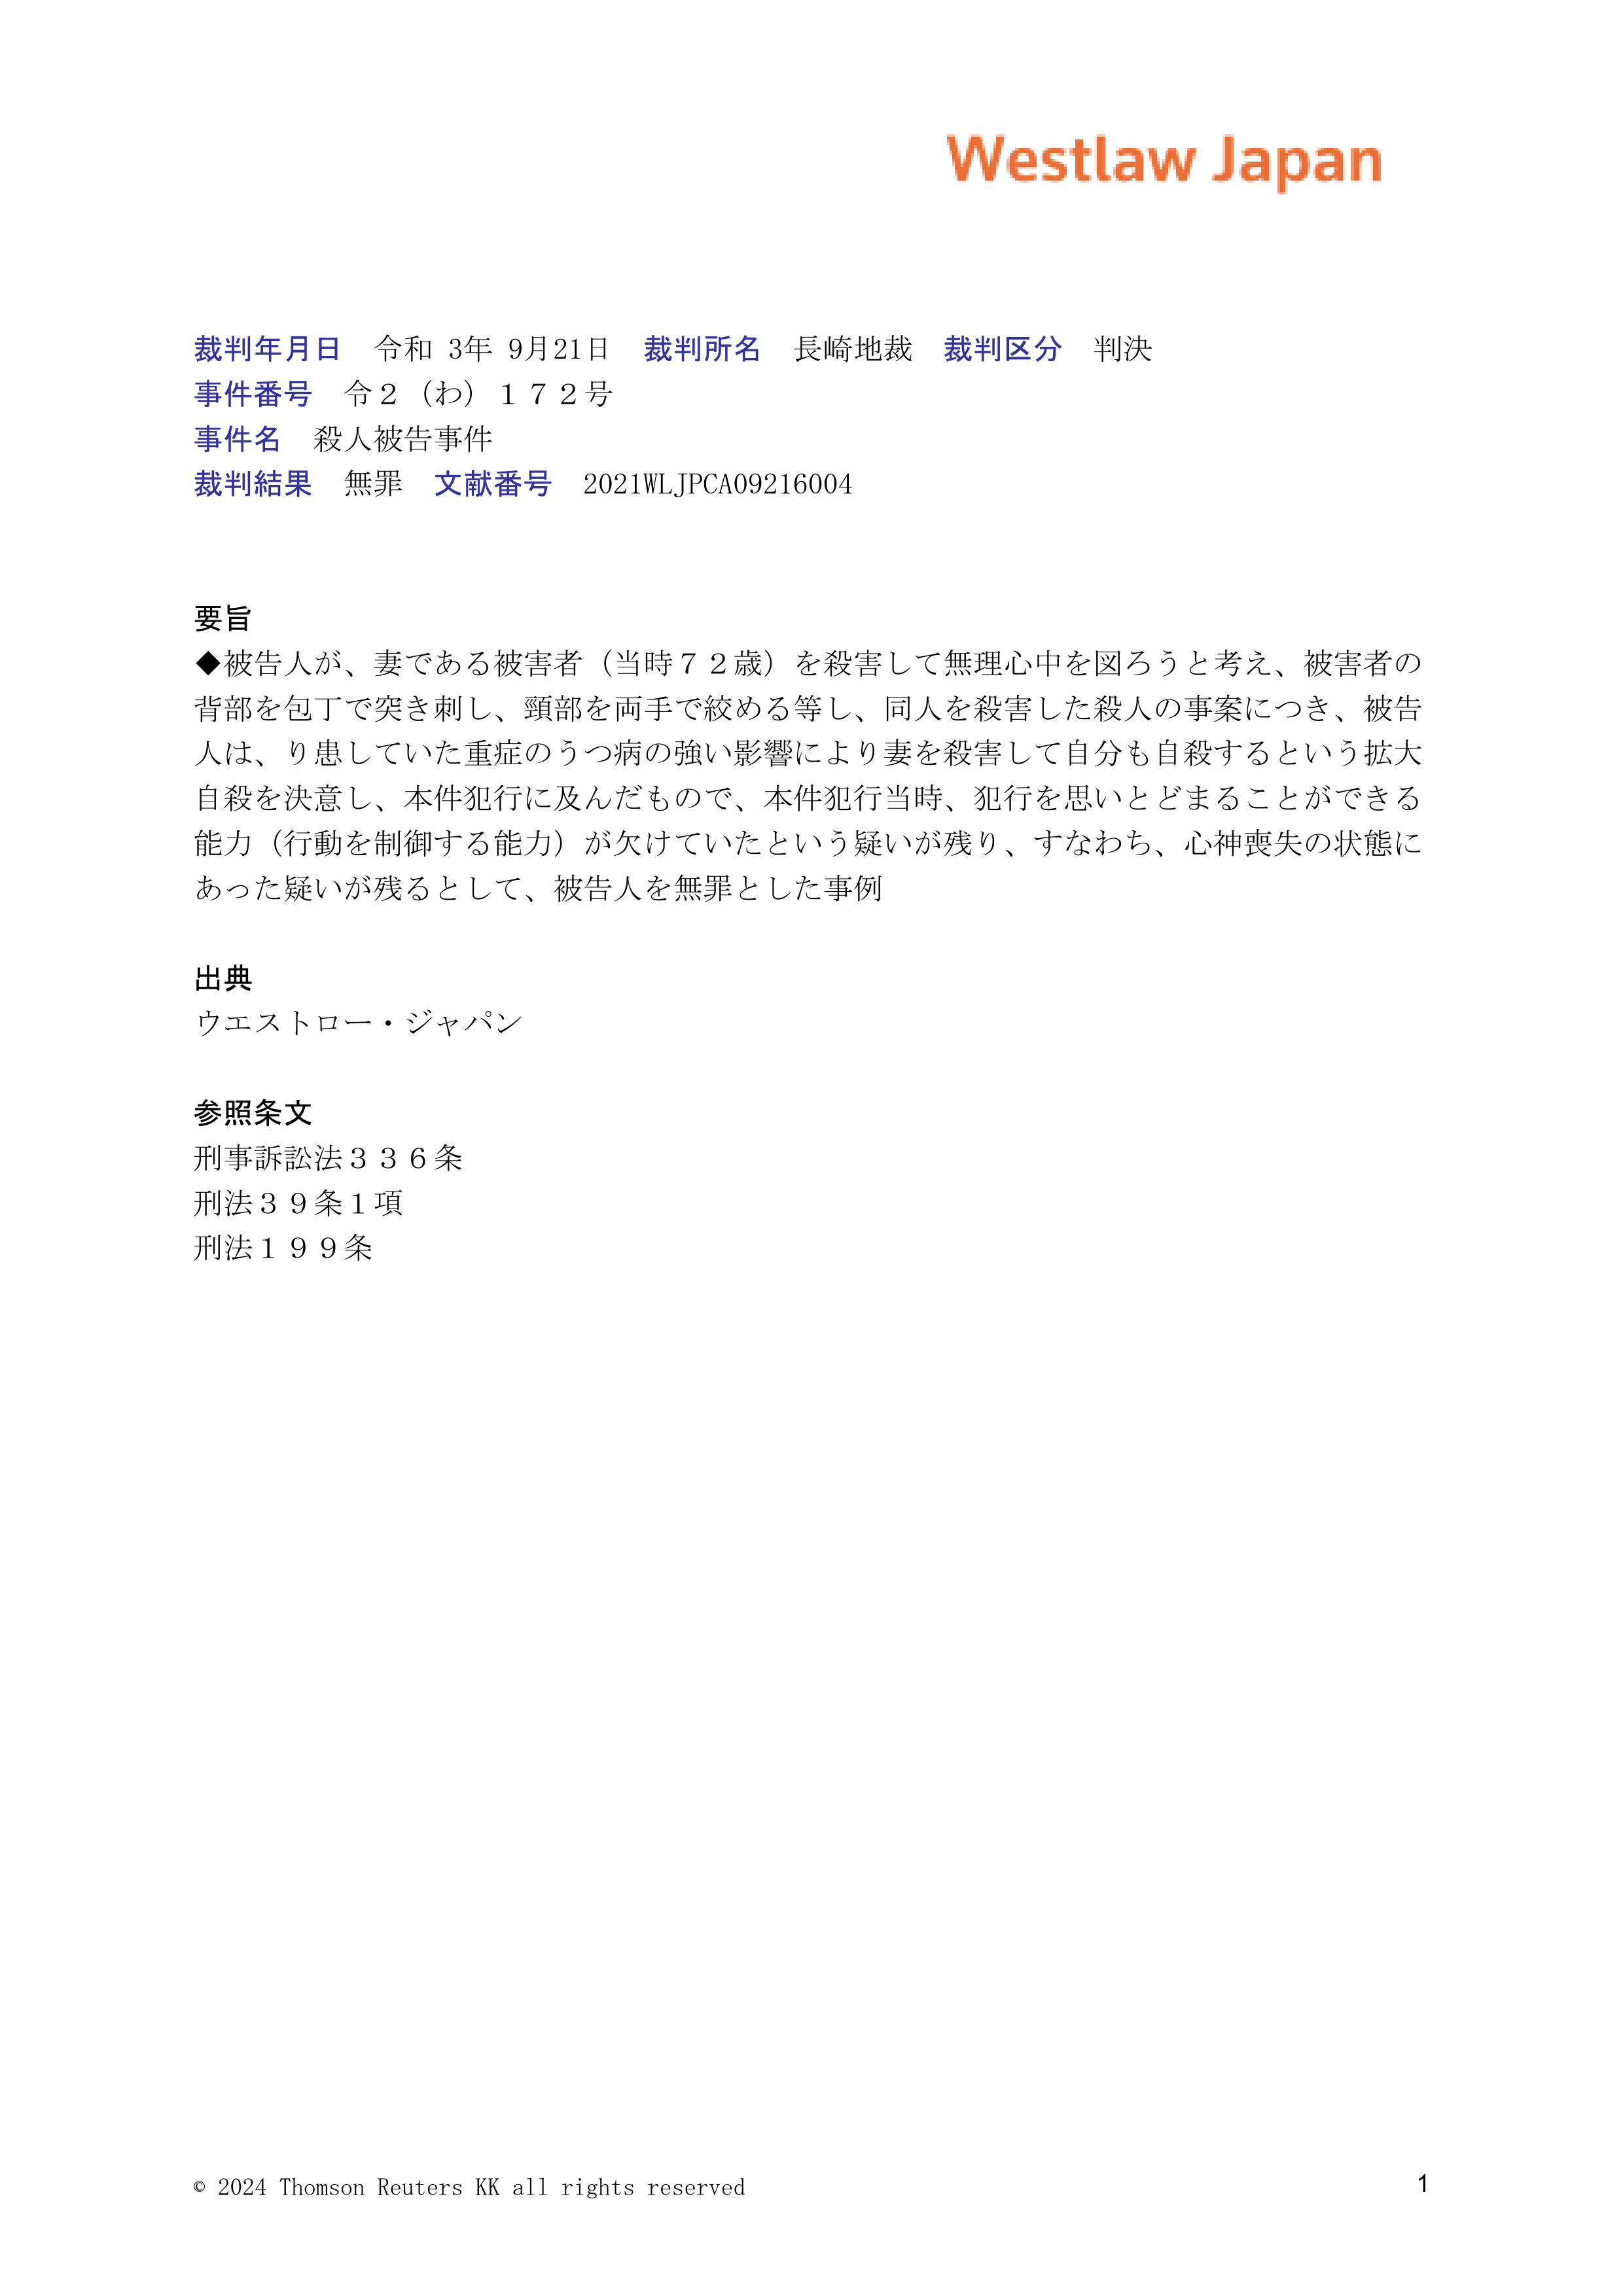 Westlaw Japan
裁判年月日　令和 3年 9月21日　裁判所名　長崎地裁　裁判区分　判決
事件番号　令２（わ）１７２号
事件名　殺人被告事件
裁判結果　無罪　文献番号　2021WLJPCA09216004
要旨
◆被告人が、妻である被害者（当時７２歳）を殺害して無理心中を図ろうと考え、被害者の
背部を包丁で突き刺し、頸部を両手で絞める等し、同人を殺害した殺人の事案につき、被告
人は、り患していた重症のうつ病の強い影響により妻を殺害して自分も自殺するという拡大
自殺を決意し、本件犯行に及んだもので、本件犯行当時、犯行を思いとどまることができる
能力（行動を制御する能力）が欠けていたという疑いが残り、すなわち、心神喪失の状態に
あった疑いが残るとして、被告人を無罪とした事例
出典
ウエストロー・ジャパン
参照条文
刑事訴訟法３３６条
刑法３９条１項
刑法１９９条
© 2024 Thomson Reuters KK all rights reserved
1